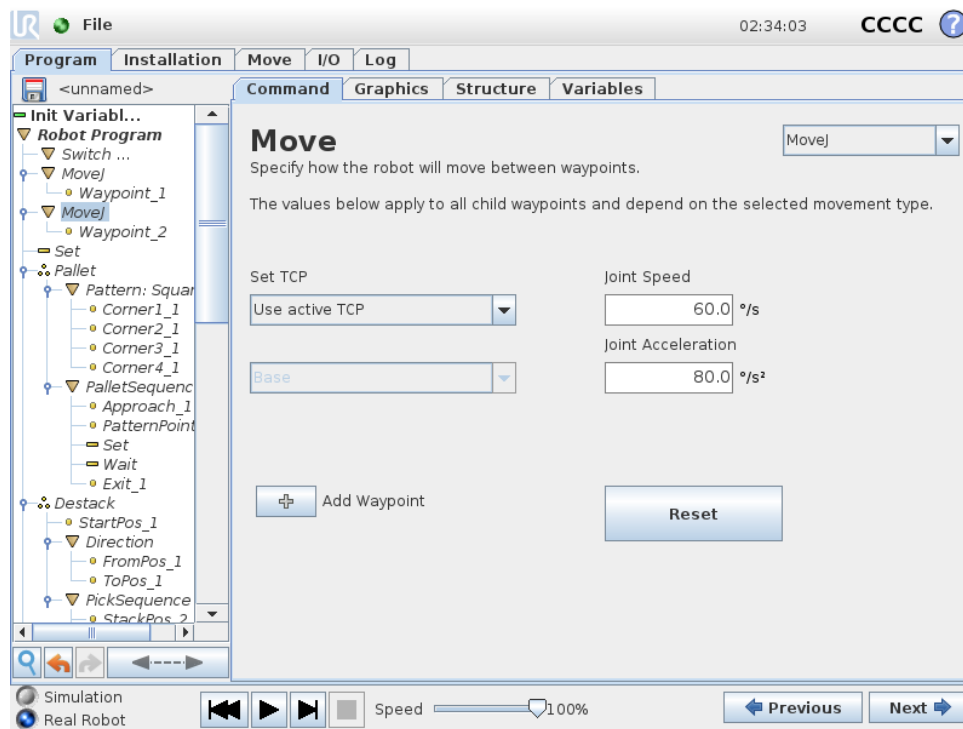 UR File 02:34:03 CCCC ?
Program Installation Move I/O Log
<unnamed> Command Graphics Structure Variables
Init Variabl...
Robot Program
Switch ...
MoveJ
Waypoint_1
MoveJ
Waypoint_2
Set
Pallet
Pattern: Squar
Corner1_1
Corner2_1
Corner3_1
Corner4_1
PalletSequenc
Approach_1
PatternPoint
Set
Wait
Exit_1
Destack
StartPos_1
Direction
FromPos_1
ToPos_1
PickSequence
StackPos_2
Move
MoveJ
Specify how the robot will move between waypoints.
The values below apply to all child waypoints and depend on the selected movement type.
Set TCP
Use active TCP
Base
Joint Speed
60.0 °/s
Joint Acceleration
80.0 °/s²
Add Waypoint
Reset
Simulation
Real Robot
Speed 100%
Previous Next